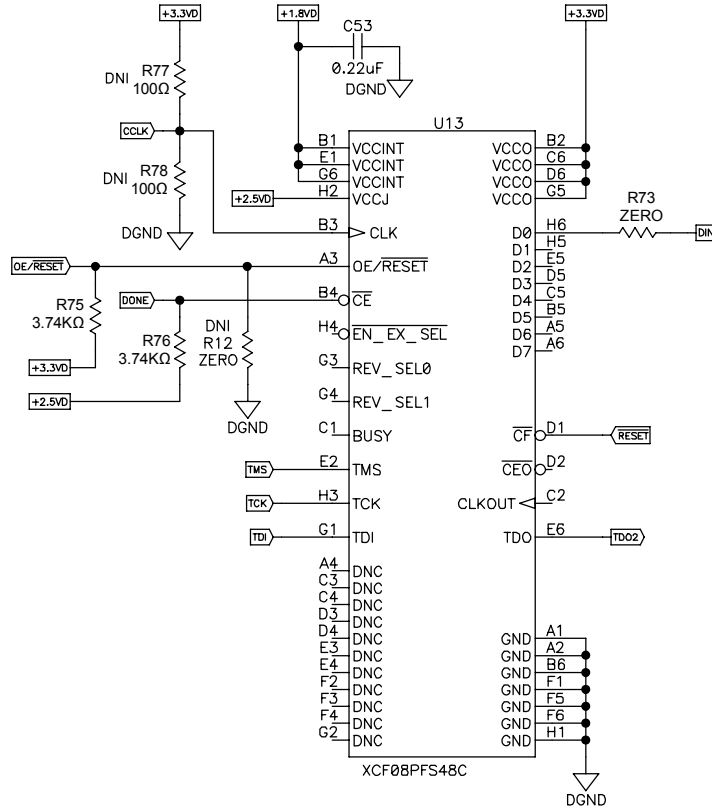 +3.3VD
+1.8VD
+3.3VD
C53
0.22uF
DGND
R77
DNI
100Ω
CCLK
R78
DNI
100Ω
DGND
U13
B1 VCCINT
E1 VCCINT
G6 VCCINT
+2.5VD
H2 VCCJ
B3 CLK
OE/RESET
A3 OE/RESET
DONE
B4 CE
H4 EN_EX_SEL
G3 REV_SEL0
G4 REV_SEL1
C1 BUSY
TMS
E2 TMS
TCK
H3 TCK
TDI
G1 TDI
A4 DNC
C3 DNC
C4 DNC
D3 DNC
D4 DNC
E3 DNC
E4 DNC
F2 DNC
F3 DNC
F4 DNC
G2 DNC
R75
3.74KΩ
+3.3VD
R76
3.74KΩ
+2.5VD
DNI
R12
ZERO
DGND
VCCO B2
VCCO C6
VCCO D6
VCCO G5
R73
ZERO
D0 H6
DIN
D1 H5
D2 E5
D3 D5
D4 C5
D5 B5
D6 A5
D7 A6
CF D1
RESET
CEO D2
CLKOUT C2
TDO E6
TDO2
GND A1
GND A2
GND B6
GND F1
GND F5
GND F6
GND H1
DGND
XCF08PFS48C